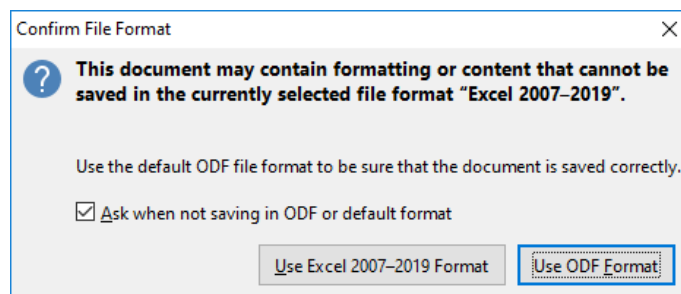 Confirm File Format
This document may contain formatting or content that cannot be
saved in the currently selected file format “Excel 2007–2019”.
Use the default ODF file format to be sure that the document is saved correctly.
Ask when not saving in ODF or default format
Use Excel 2007–2019 Format
Use ODF Format